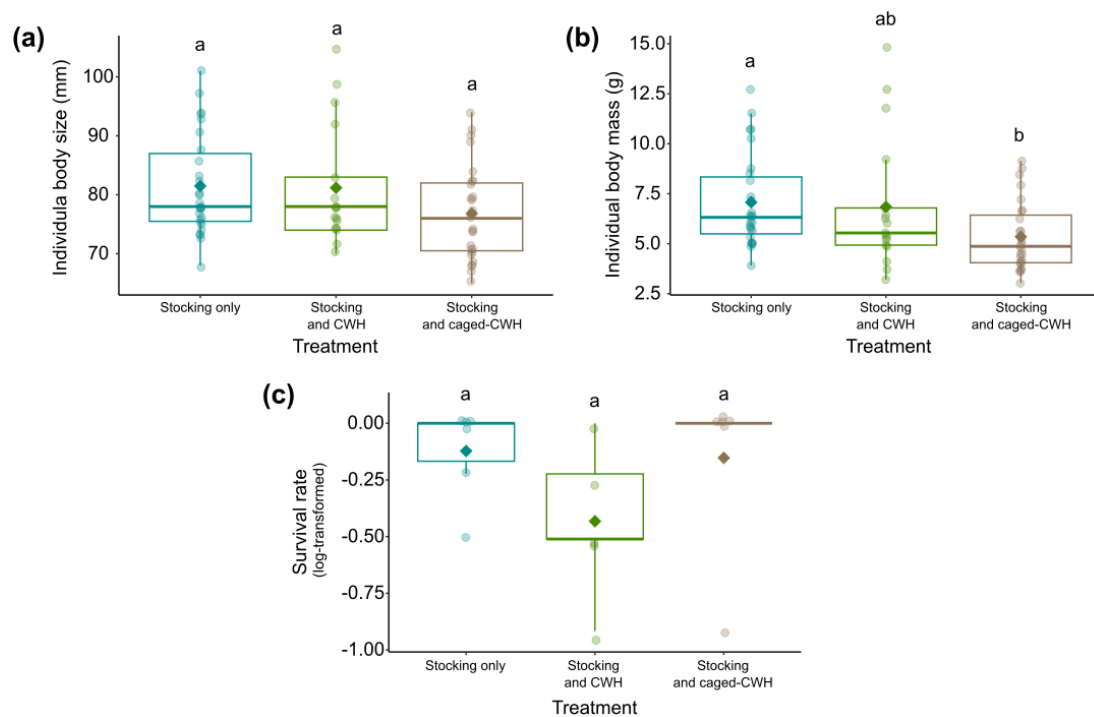 (a)
Individula body size (mm)
100
90
80
70
a
a
a
Stocking only
Stocking
and CWH
Stocking
and caged-CWH
Treatment
(b)
Individual body mass (g)
15.0
12.5
10.0
7.5
5.0
2.5
a
ab
b
Stocking only
Stocking
and CWH
Stocking
and caged-CWH
Treatment
(c)
Survival rate
(log-transformed)
0.00
-0.25
-0.50
-0.75
-1.00
a
a
a
Stocking only
Stocking
and CWH
Stocking
and caged-CWH
Treatment